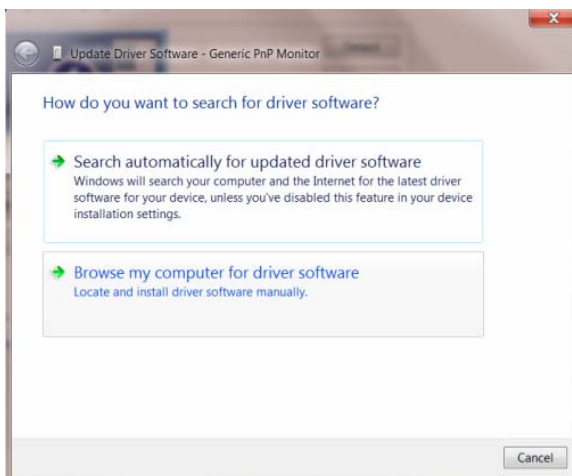 Update Driver Software - Generic PnP Monitor
How do you want to search for driver software?
Search automatically for updated driver software
Windows will search your computer and the Internet for the latest driver
software for your device, unless you've disabled this feature in your device
installation settings.
Browse my computer for driver software
Locate and install driver software manually.
Cancel